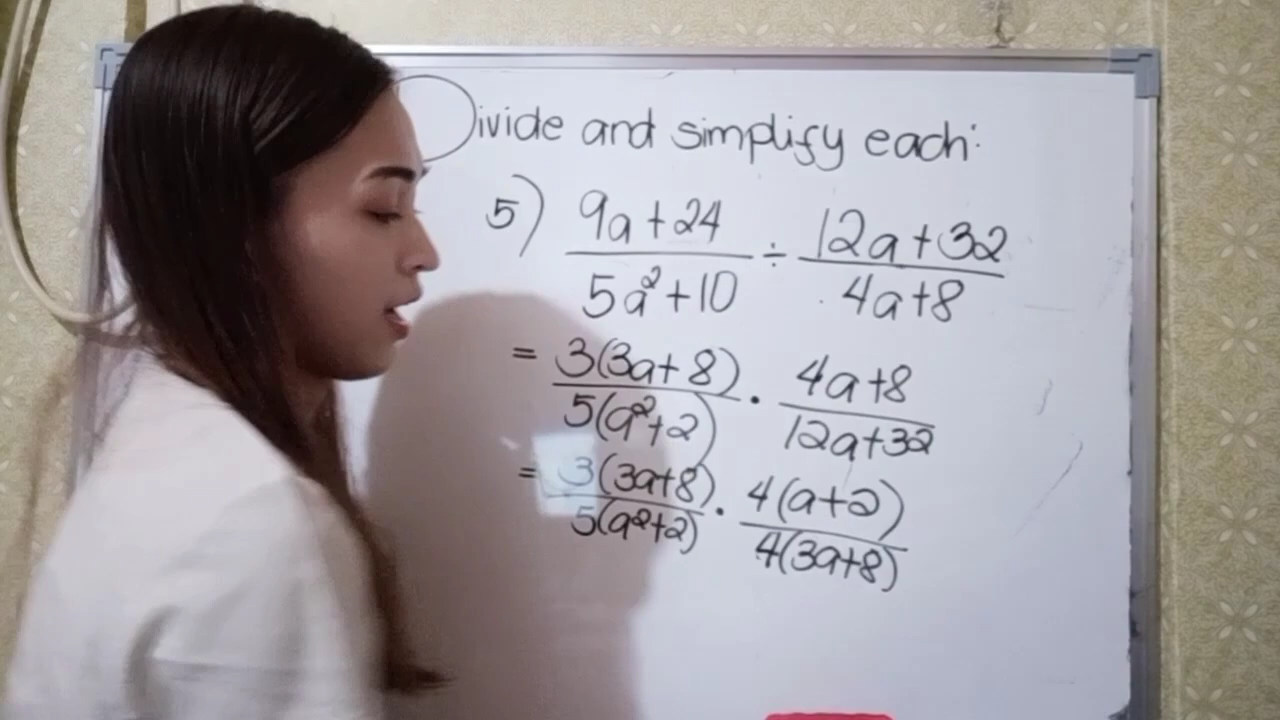 Divide and simplify each:
5) (9a+24)/(5a²+10) ÷ (12a+32)/(4a+8)
= 3(3a+8)/5(a²+2) · (4a+8)/(12a+32)
= 3(3a+8)/5(a²+2) · 4(a+2)/4(3a+8)